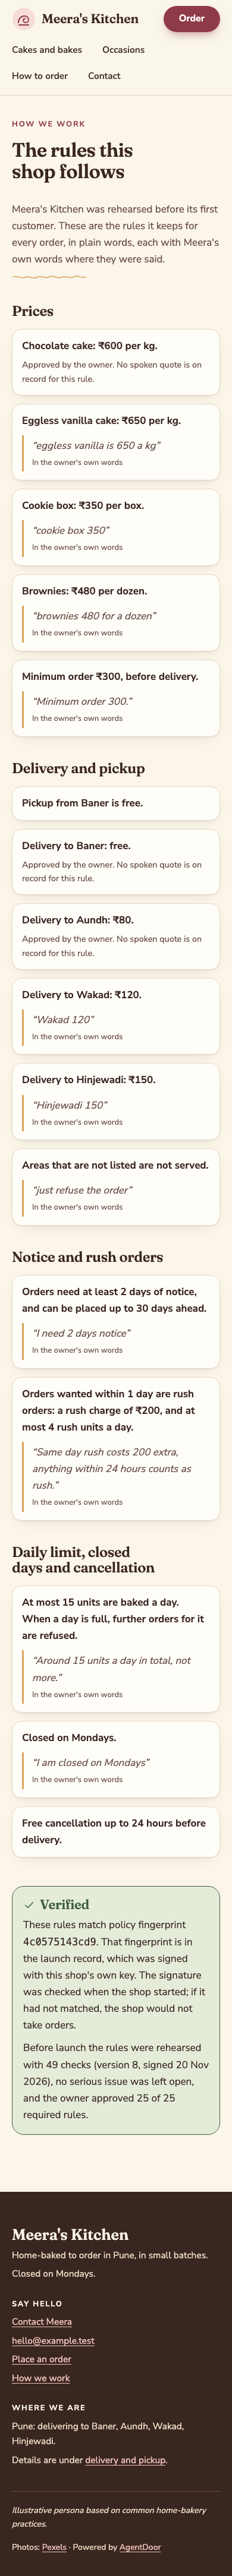 Meera's Kitchen
Order
Cakes and bakes
Occasions
How to order
Contact
HOW WE WORK
The rules this
shop follows
Meera's Kitchen was rehearsed before its first
customer. These are the rules it keeps for
every order, in plain words, each with Meera's
own words where they were said.
Prices
Chocolate cake: ₹600 per kg.
Approved by the owner. No spoken quote is on
record for this rule.
Eggless vanilla cake: ₹650 per kg.
“eggless vanilla is 650 a kg”
In the owner's own words
Cookie box: ₹350 per box.
“cookie box 350”
In the owner's own words
Brownies: ₹480 per dozen.
“brownies 480 for a dozen”
In the owner's own words
Minimum order ₹300, before delivery.
“Minimum order 300.”
In the owner's own words
Delivery and pickup
Pickup from Baner is free.
Delivery to Baner: free.
Approved by the owner. No spoken quote is on
record for this rule.
Delivery to Aundh: ₹80.
Approved by the owner. No spoken quote is on
record for this rule.
Delivery to Wakad: ₹120.
“Wakad 120”
In the owner's own words
Delivery to Hinjewadi: ₹150.
“Hinjewadi 150”
In the owner's own words
Areas that are not listed are not served.
“just refuse the order”
In the owner's own words
Notice and rush orders
Orders need at least 2 days of notice,
and can be placed up to 30 days ahead.
“I need 2 days notice”
In the owner's own words
Orders wanted within 1 day are rush
orders: a rush charge of ₹200, and at
most 4 rush units a day.
“Same day rush costs 200 extra,
anything within 24 hours counts as
rush.”
In the owner's own words
Daily limit, closed
days and cancellation
At most 15 units are baked a day.
When a day is full, further orders for it
are refused.
“Around 15 units a day in total, not
more.”
In the owner's own words
Closed on Mondays.
“I am closed on Mondays”
In the owner's own words
Free cancellation up to 24 hours before
delivery.
Verified
These rules match policy fingerprint
4c0575143cd9. That fingerprint is in
the launch record, which was signed
with this shop's own key. The signature
was checked when the shop started; if it
had not matched, the shop would not
take orders.
Before launch the rules were rehearsed
with 49 checks (version 8, signed 20 Nov
2026), no serious issue was left open,
and the owner approved 25 of 25
required rules.
Meera's Kitchen
Home-baked to order in Pune, in small batches.
Closed on Mondays.
SAY HELLO
Contact Meera
hello@example.test
Place an order
How we work
WHERE WE ARE
Pune: delivering to Baner, Aundh, Wakad,
Hinjewadi.
Details are under delivery and pickup.
Illustrative persona based on common home-bakery
practices.
Photos: Pexels · Powered by AgentDoor